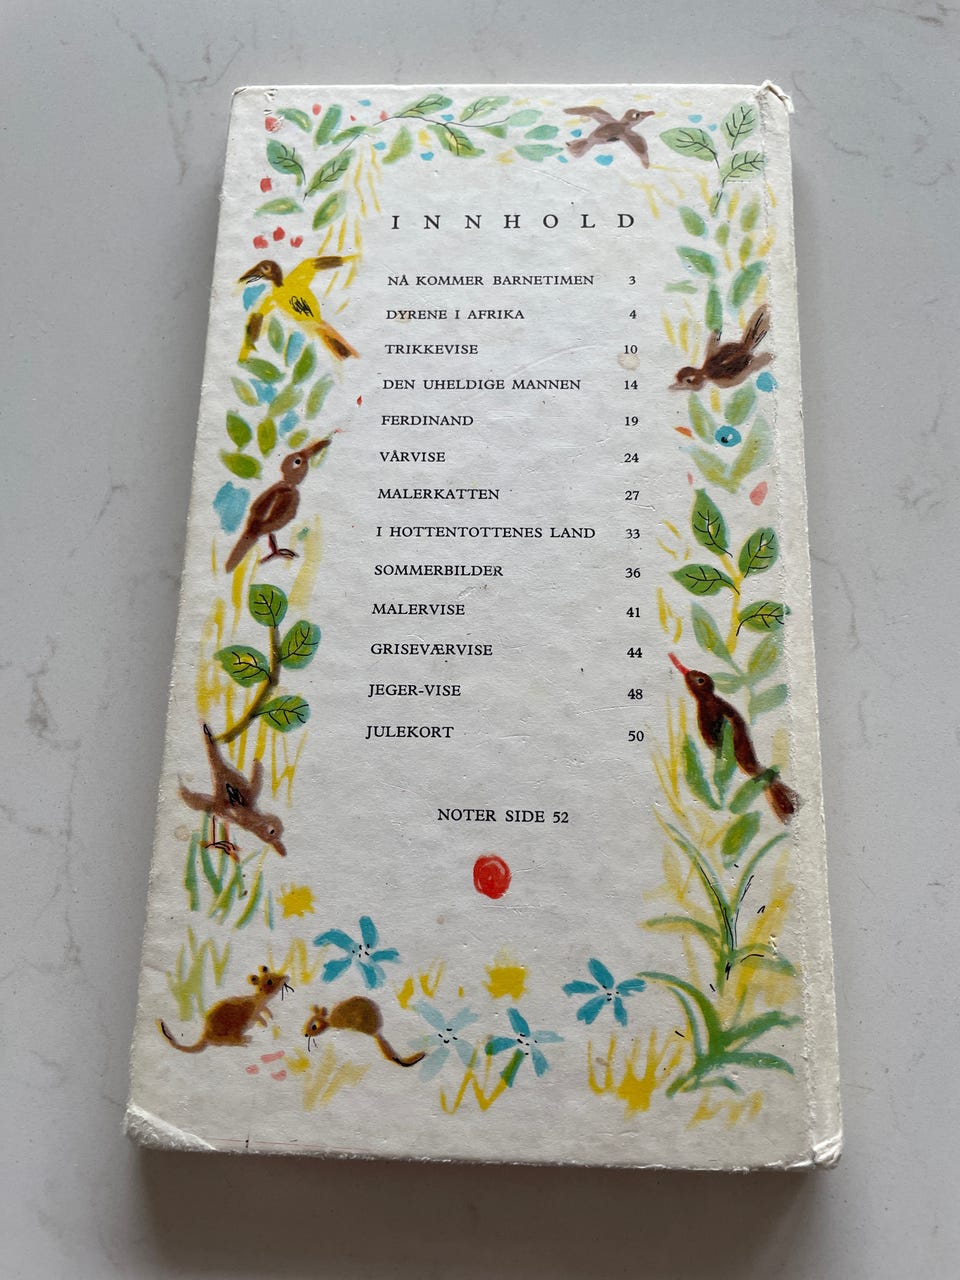 INNHOLD
NÅ KOMMER BARNETIMEN 3
DYRENE I AFRIKA 4
TRIKKEVISE 10
DEN UHELDIGE MANNEN 14
FERDINAND 19
VÅRVISE 24
MALERKATTEN 27
I HOTTENTOTTENES LAND 33
SOMMERBILDER 36
MALERVISE 41
GRISEVÆRVISE 44
JEGER-VISE 48
JULEKORT 50
NOTER SIDE 52